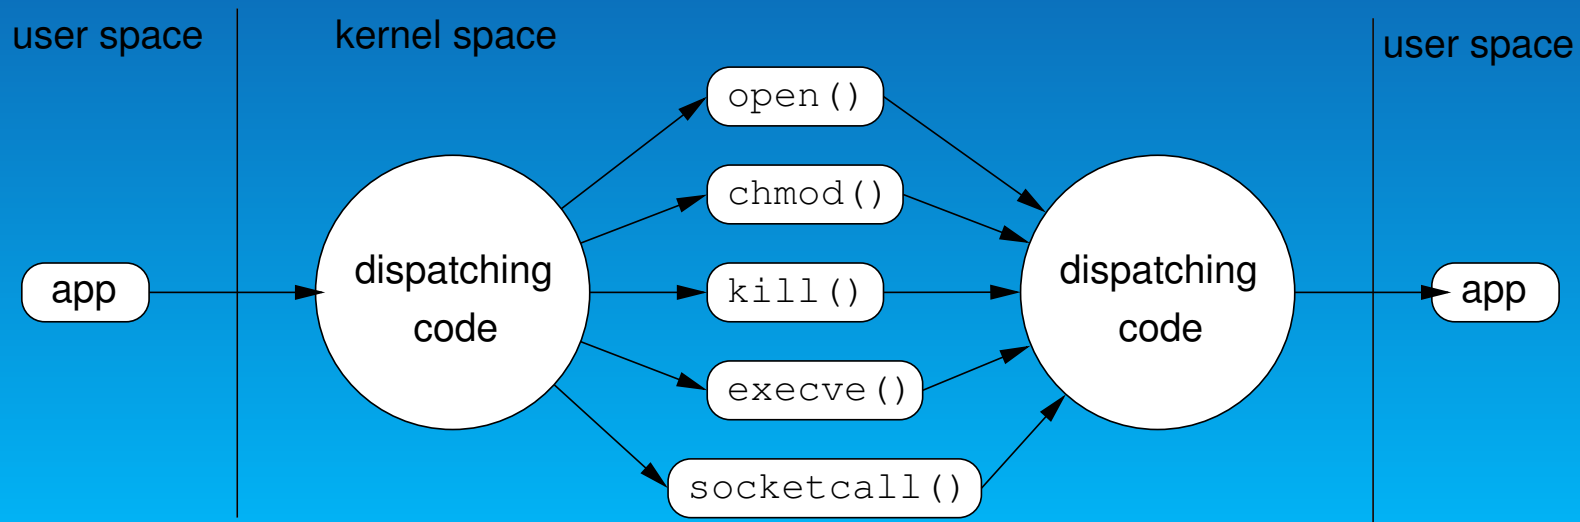 user space
kernel space
user space
open()
chmod()
app
dispatching
code
kill()
dispatching
code
app
execve()
socketcall()